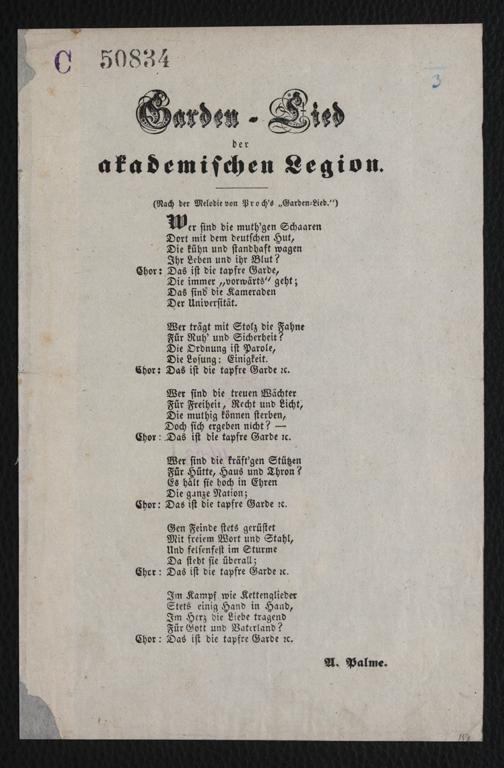 C 50834
3
Garden-Lied
der
akademischen Legion.
(Nach der Melodie von Proch's „Garden-Lied.“)
Wer sind die muth'gen Schaaren
Dort mit dem deutschen Hut,
Die kühn und standhaft wagen
Ihr Leben und ihr Blut?
Chor: Das ist die tapfre Garde,
Die immer „vorwärts“ geht;
Das sind die Kameraden
Der Universität.
Wer trägt mit Stolz die Fahne
Für Ruh' und Sicherheit?
Die Ordnung ist Parole,
Die Losung: Einigkeit.
Chor: Das ist die tapfre Garde ꝛc.
Wer sind die treuen Wächter
Für Freiheit, Recht und Licht,
Die muthig können sterben,
Doch sich ergeben nicht? —
Chor: Das ist die tapfre Garde ꝛc.
Wer sind die kräft'gen Stützen
Für Hütte, Haus und Thron?
Es hält sie hoch in Ehren
Die ganze Nation;
Chor: Das ist die tapfre Garde ꝛc.
Gen Feinde stets gerüstet
Mit freiem Wort und Stahl,
Und felsenfest im Sturme
Da steht sie überall;
Chor: Das ist die tapfre Garde ꝛc.
Im Kampf wie Kettenglieder
Stets einig Hand in Hand,
Im Herz die Liebe tragend
Für Gott und Vaterland?
Chor: Das ist die tapfre Garde ꝛc.
A. Palme.